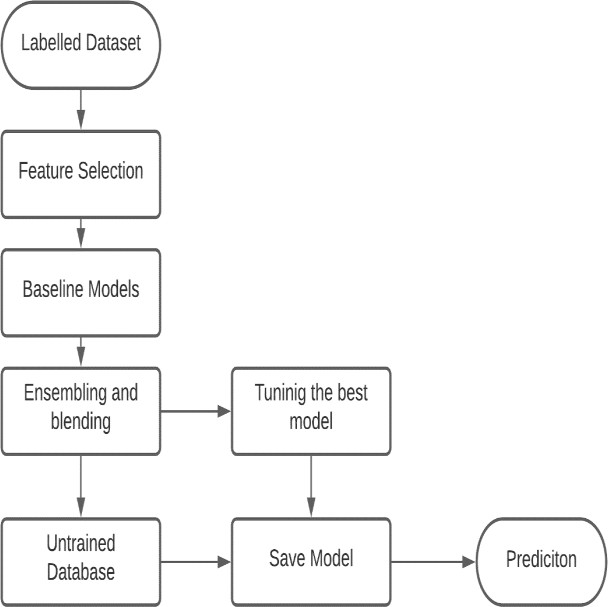 Labelled Dataset
Feature Selection
Baseline Models
Ensembling and
blending
Tuninig the best
model
Untrained
Database
Save Model
Prediciton